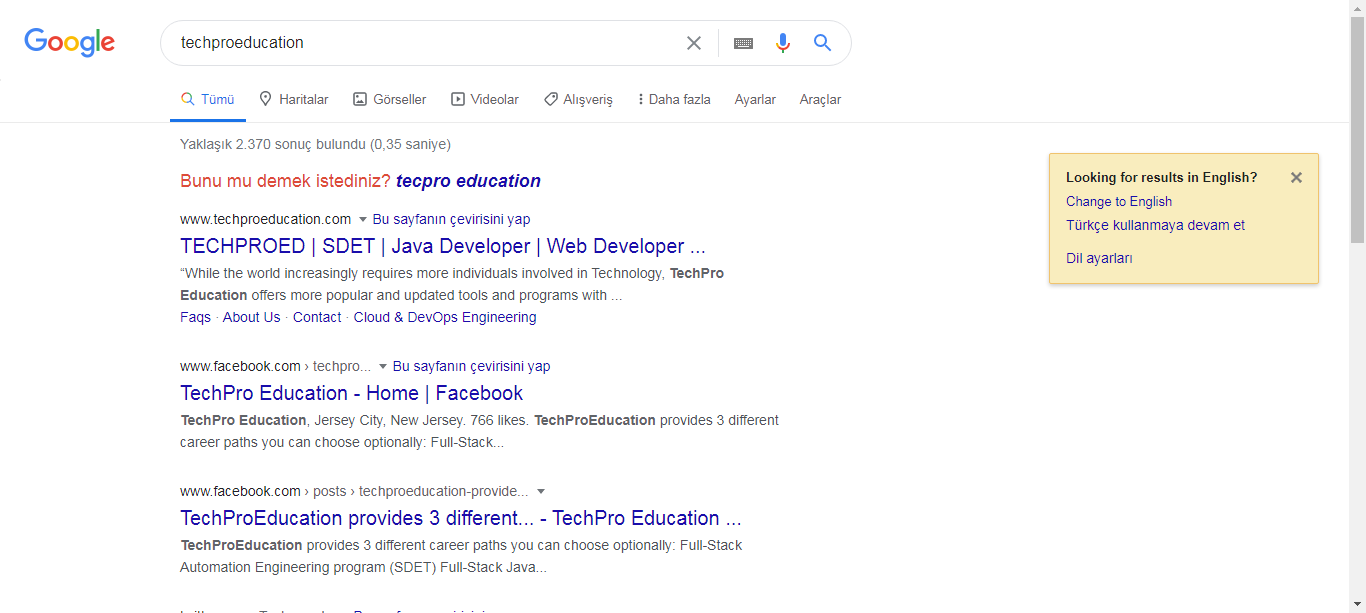 Google
techproeducation
Tümü Haritalar Görseller Videolar Alışveriş Daha fazla Ayarlar Araçlar
Yaklaşık 2.370 sonuç bulundu (0,35 saniye)
Bunu mu demek istediniz? tecpro education
www.techproeducation.com Bu sayfanın çevirisini yap
TECHPROED | SDET | Java Developer | Web Developer ...
“While the world increasingly requires more individuals involved in Technology, TechPro
Education offers more popular and updated tools and programs with ...
Faqs · About Us · Contact · Cloud & DevOps Engineering
www.facebook.com › techpro... Bu sayfanın çevirisini yap
TechPro Education - Home | Facebook
TechPro Education, Jersey City, New Jersey. 766 likes. TechProEducation provides 3 different
career paths you can choose optionally: Full-Stack...
www.facebook.com › posts › techproeducation-provide...
TechProEducation provides 3 different... - TechPro Education ...
TechProEducation provides 3 different career paths you can choose optionally: Full-Stack
Automation Engineering program (SDET) Full-Stack Java...
Looking for results in English?
Change to English
Türkçe kullanmaya devam et
Dil ayarları